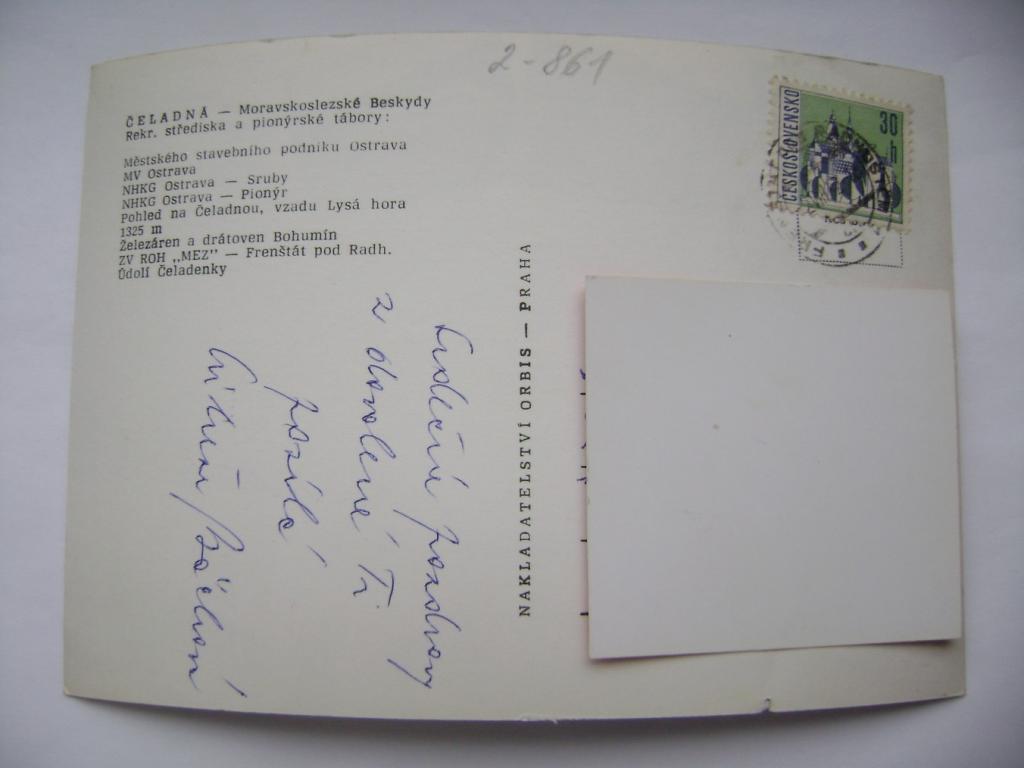 2-861
ČELADNÁ — Moravskoslezské Beskydy
Rekr. střediska a pionýrské tábory:
Městského stavebního podniku Ostrava
MV Ostrava
NHKG Ostrava — Sruby
NHKG Ostrava — Pionýr
Pohled na Čeladnou, vzadu Lysá hora
1325 m
Železáren a drátoven Bohumín
ZV ROH „MEZ" — Frenštát pod Radh.
Údolí Čeladenky
Srdečné pozdravy
z dovolené Ti
posílá
NAKLADATELSTVÍ ORBIS — PRAHA
ČESKOSLOVENSKO
30
h